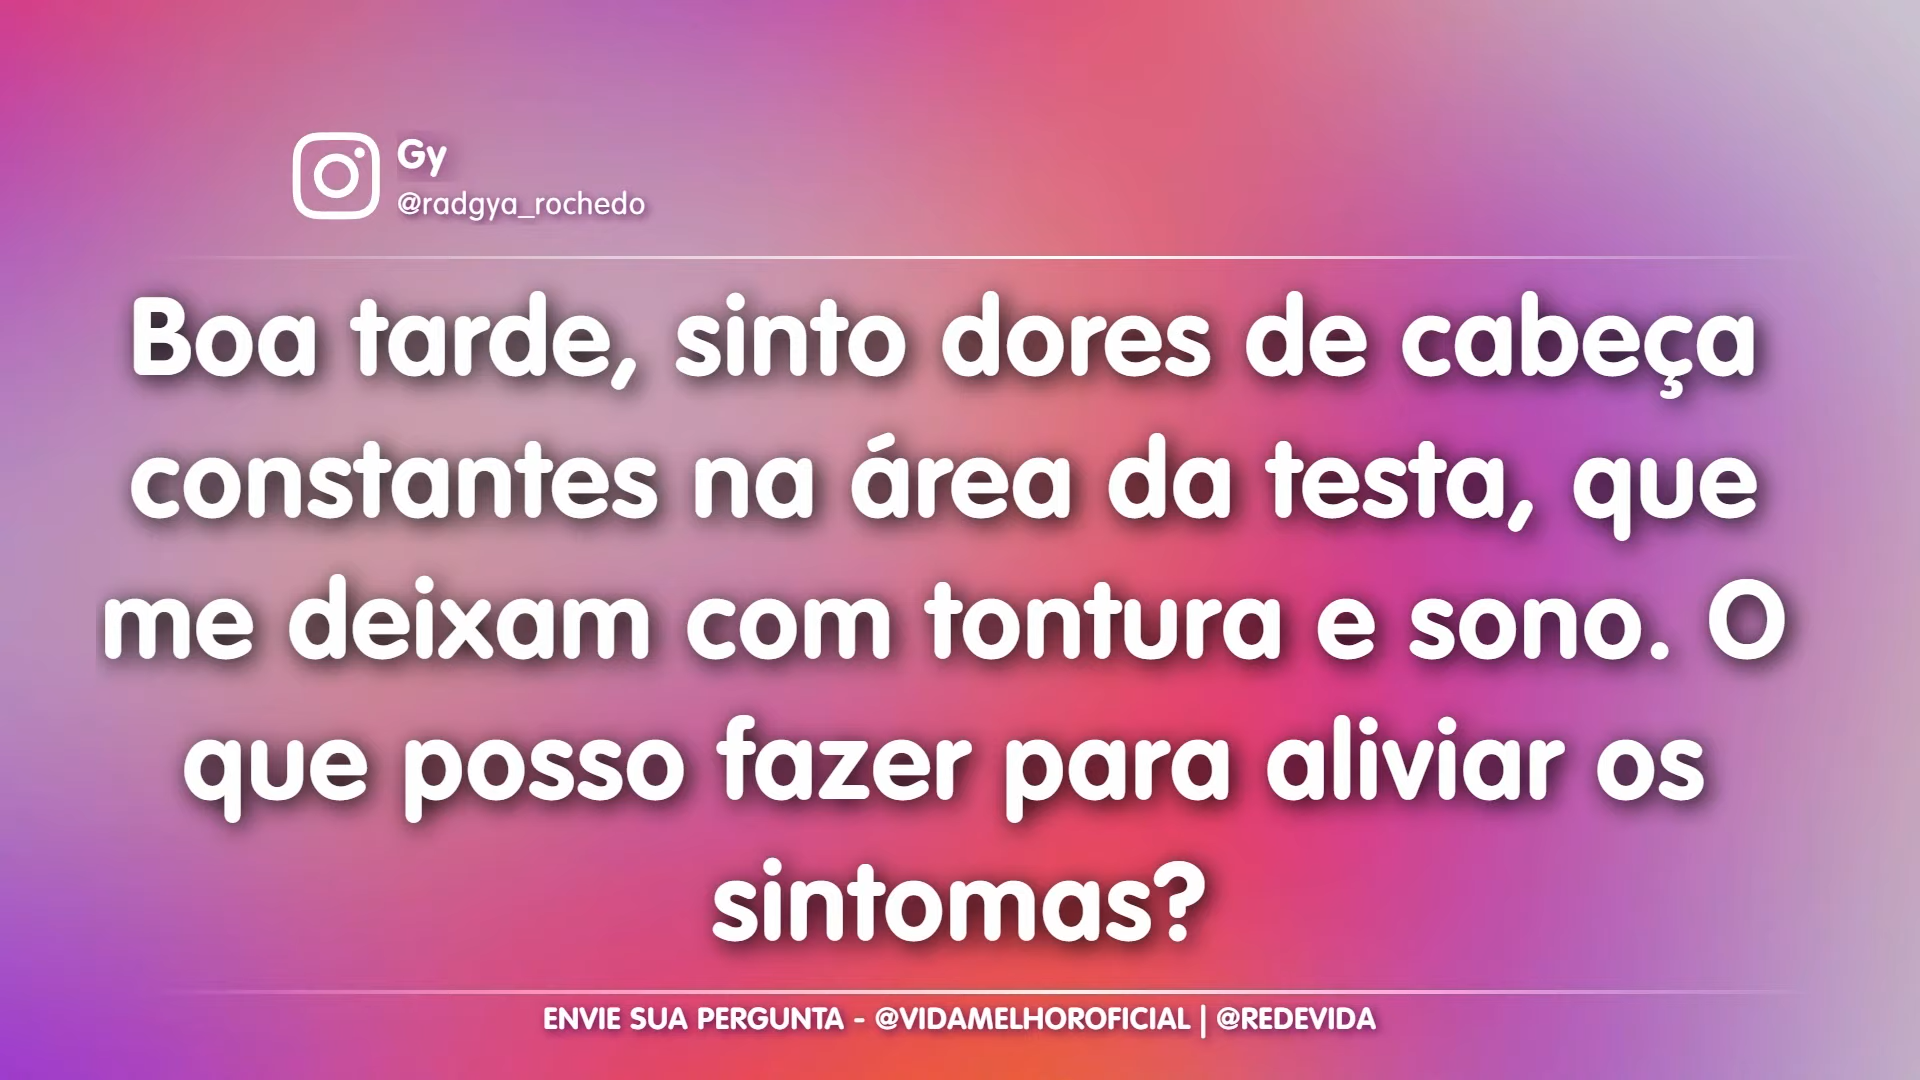 Gy
@radgya_rochedo
Boa tarde, sinto dores de cabeça
constantes na área da testa, que
me deixam com tontura e sono. O
que posso fazer para aliviar os
sintomas?
ENVIE SUA PERGUNTA - @VIDAMELHOROFICIAL | @REDEVIDA